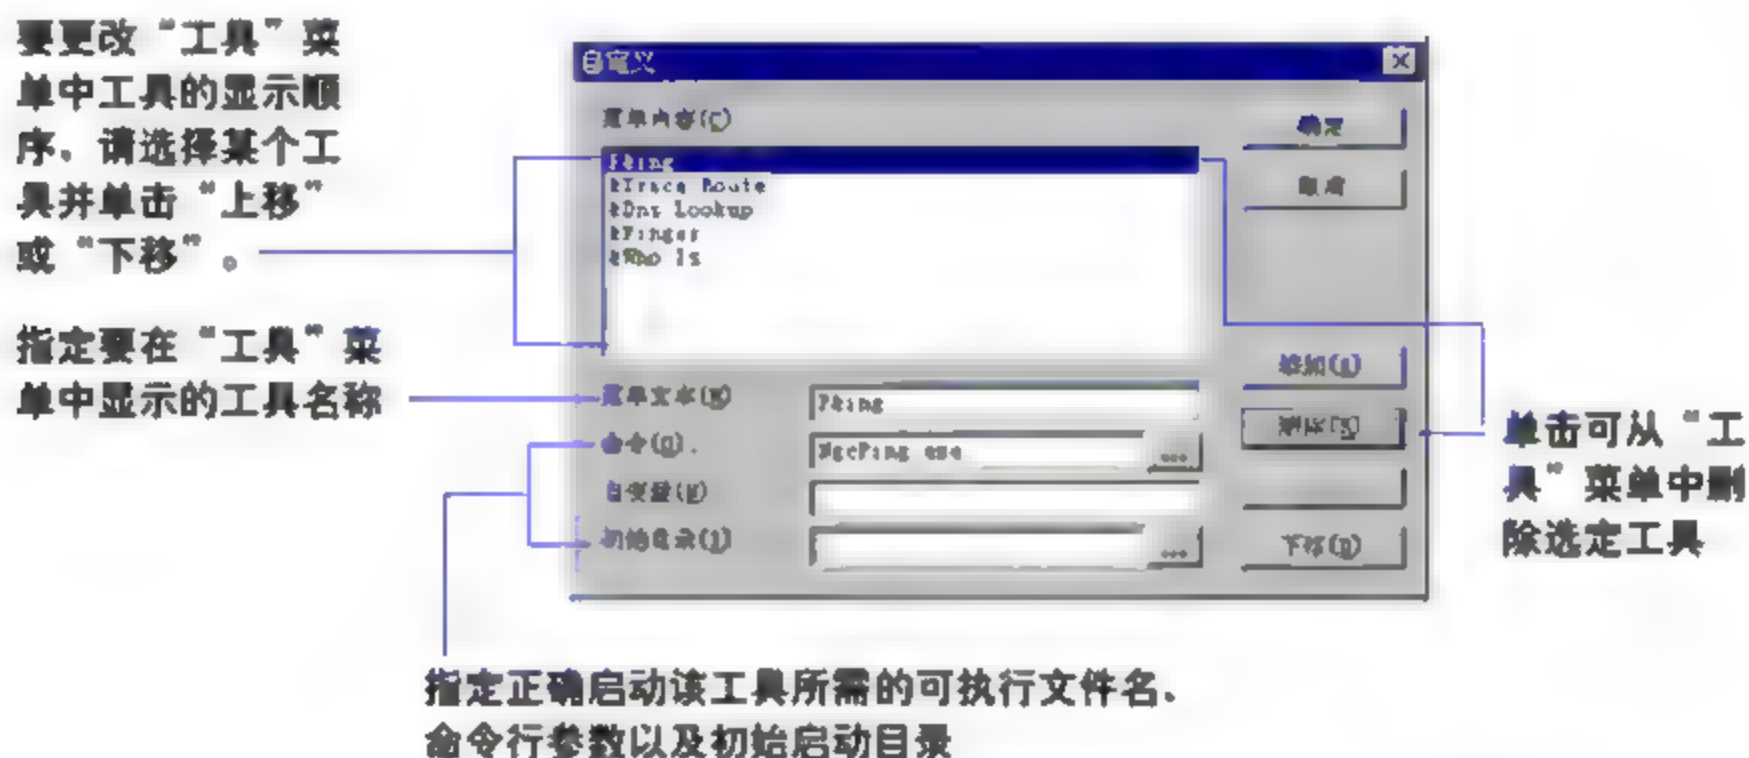 要更改“工具”菜
单中工具的显示顺
序，请选择某个工
具并单击“上移”
或“下移”。
指定要在“工具”菜
单中显示的工具名称
自定义
菜单内容(C)
确定
取消
P&ing
&Trace Route
&Dns Lookup
&Finger
&Who Is
添加(A)
菜单文本(M)
P&ing
删除(R)
命令(O):
NgcPing exe
...
自变量(U)
初始目录(I)
...
下移(D)
单击可从“工
具”菜单中删
除选定工具
指定正确启动该工具所需的可执行文件名、
命令行参数以及初始启动目录